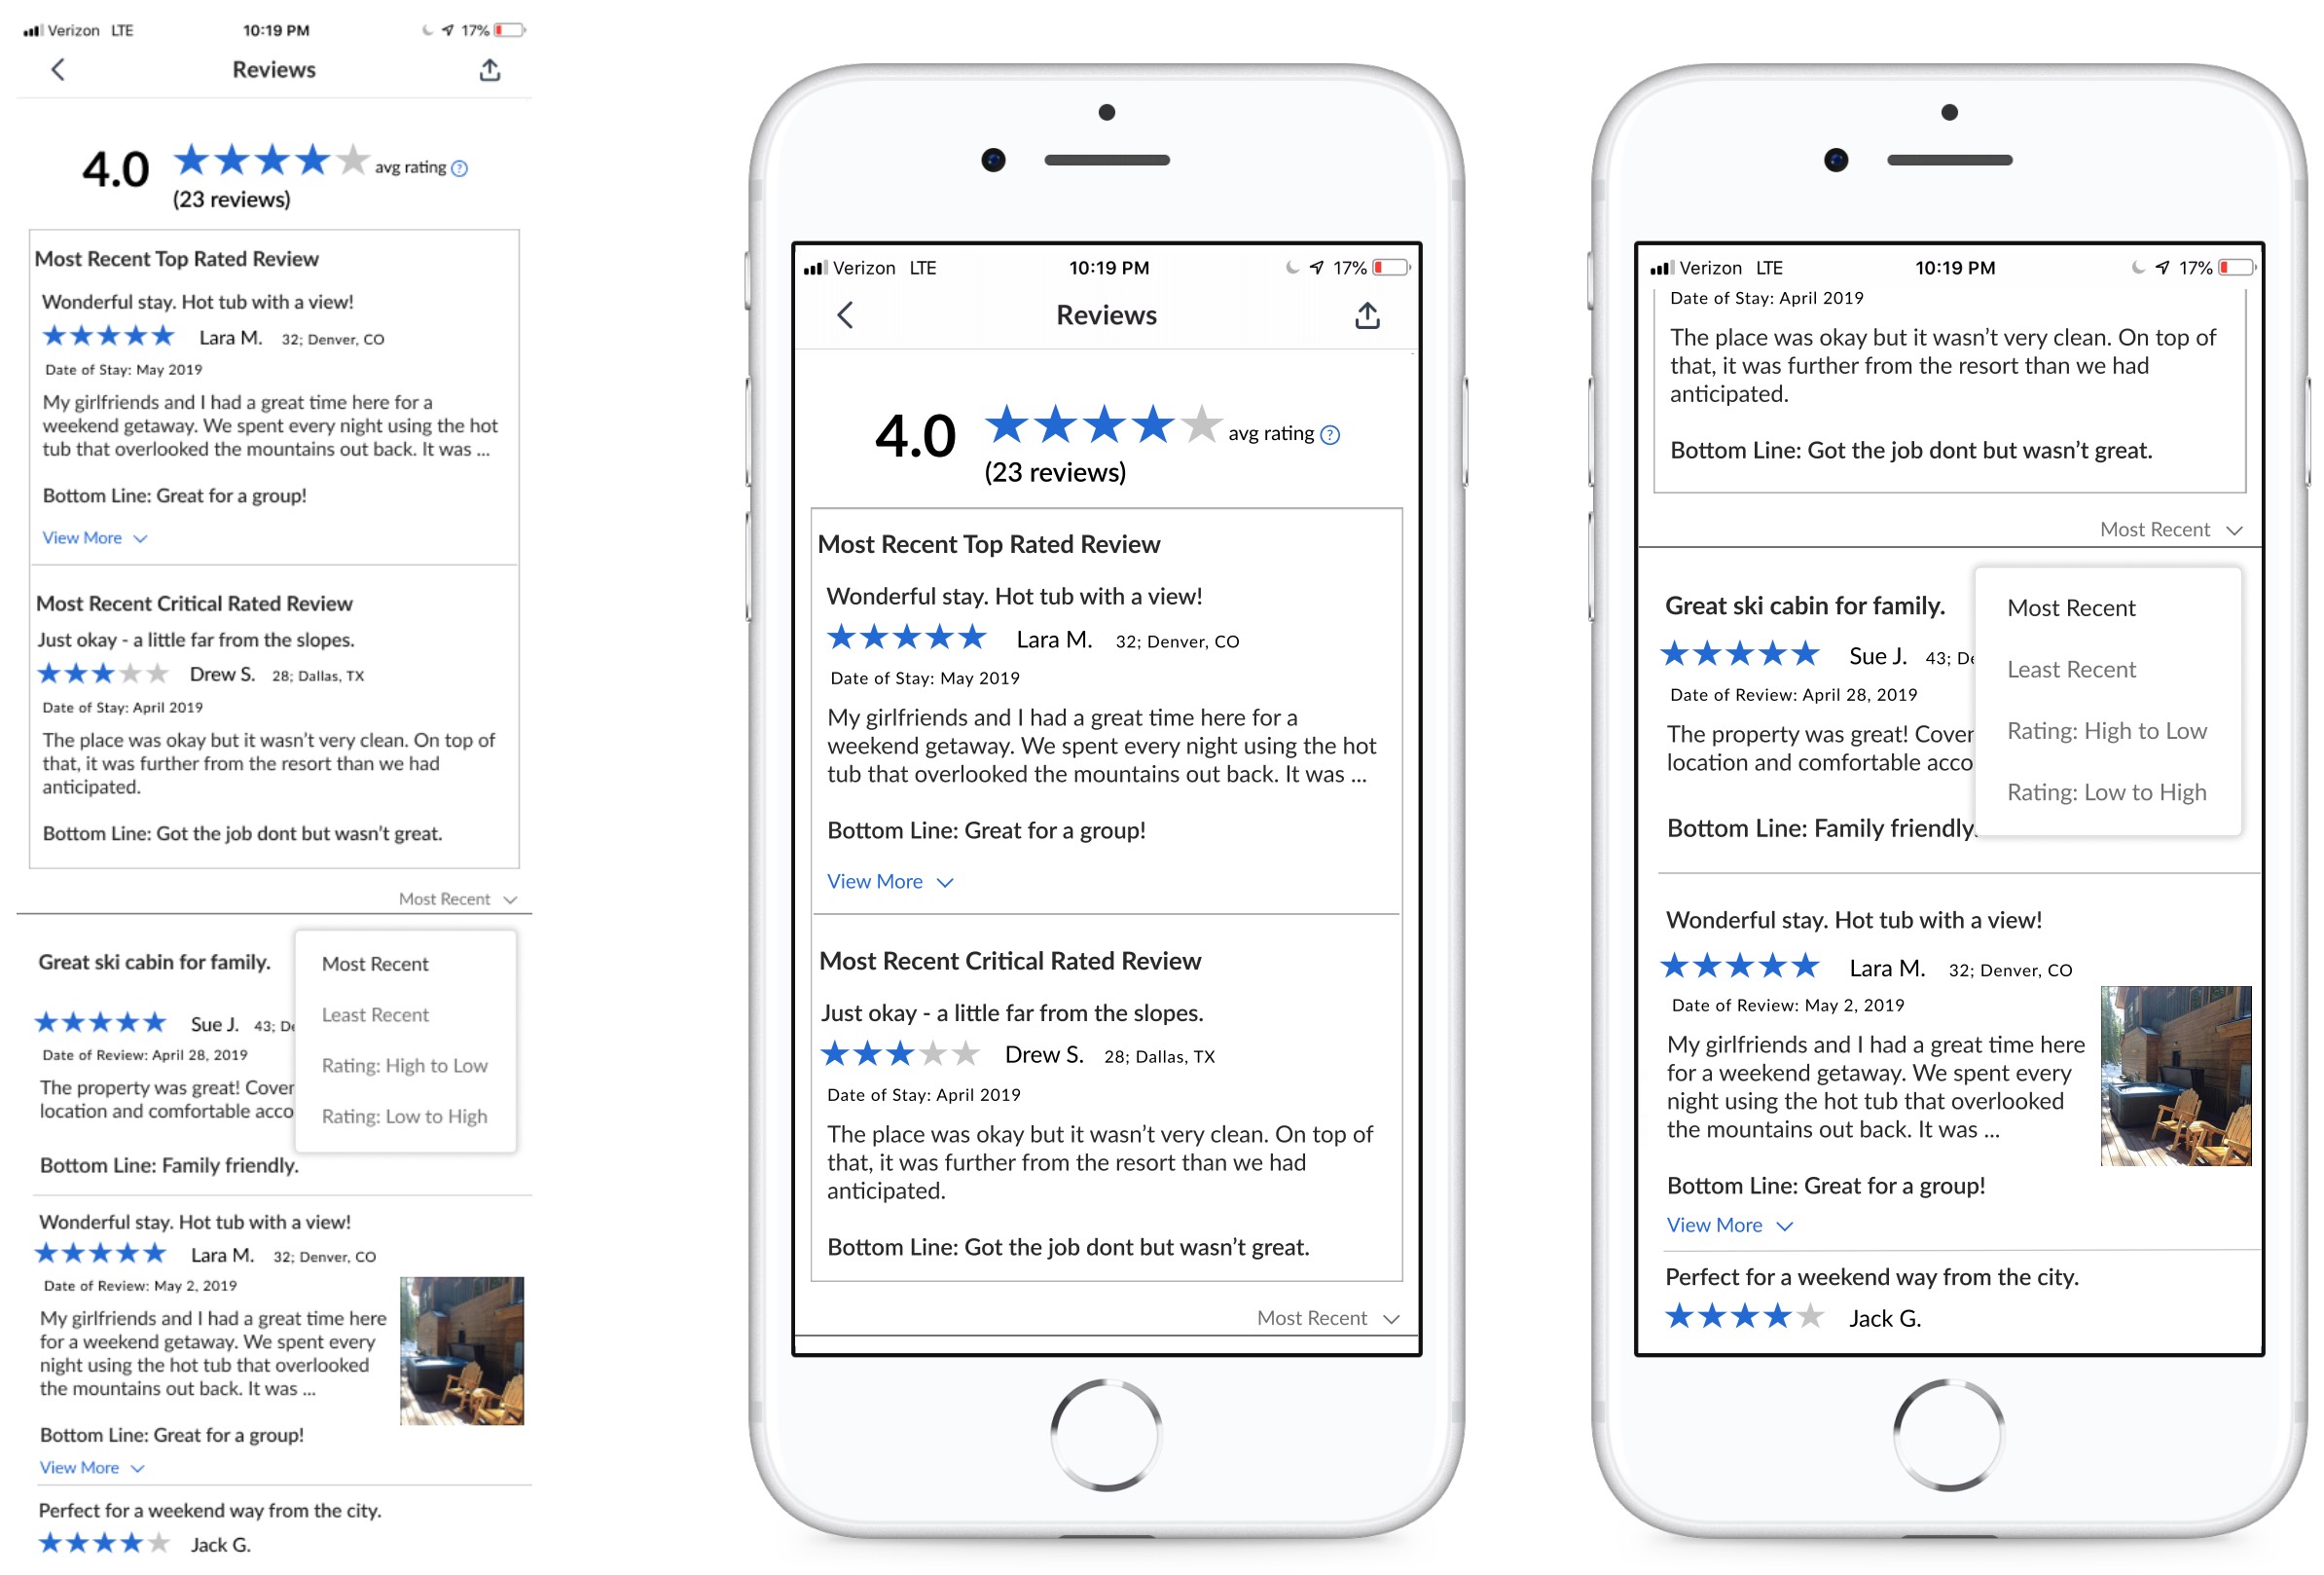 Verizon LTE 10:19 PM 17%
Reviews
4.0 avg rating ?
(23 reviews)
Most Recent Top Rated Review
Wonderful stay. Hot tub with a view!
Lara M. 32; Denver, CO
Date of Stay: May 2019
My girlfriends and I had a great time here for a
weekend getaway. We spent every night using the hot
tub that overlooked the mountains out back. It was ...
Bottom Line: Great for a group!
View More
Most Recent Critical Rated Review
Just okay - a little far from the slopes.
Drew S. 28; Dallas, TX
Date of Stay: April 2019
The place was okay but it wasn't very clean. On top of
that, it was further from the resort than we had
anticipated.
Bottom Line: Got the job dont but wasn't great.
Most Recent
Great ski cabin for family.
Sue J. 43; De
Date of Review: April 28, 2019
The property was great! Cover
location and comfortable acco
Bottom Line: Family friendly.
Most Recent
Least Recent
Rating: High to Low
Rating: Low to High
Wonderful stay. Hot tub with a view!
Lara M. 32; Denver, CO
Date of Review: May 2, 2019
My girlfriends and I had a great time here
for a weekend getaway. We spent every
night using the hot tub that overlooked
the mountains out back. It was ...
Bottom Line: Great for a group!
View More
Perfect for a weekend way from the city.
Jack G.
Verizon LTE 10:19 PM 17%
Reviews
4.0 avg rating ?
(23 reviews)
Most Recent Top Rated Review
Wonderful stay. Hot tub with a view!
Lara M. 32; Denver, CO
Date of Stay: May 2019
My girlfriends and I had a great time here for a
weekend getaway. We spent every night using the hot
tub that overlooked the mountains out back. It was ...
Bottom Line: Great for a group!
View More
Most Recent Critical Rated Review
Just okay - a little far from the slopes.
Drew S. 28; Dallas, TX
Date of Stay: April 2019
The place was okay but it wasn't very clean. On top of
that, it was further from the resort than we had
anticipated.
Bottom Line: Got the job dont but wasn't great.
Most Recent
Verizon LTE 10:19 PM 17%
Date of Stay: April 2019
The place was okay but it wasn't very clean. On top of
that, it was further from the resort than we had
anticipated.
Bottom Line: Got the job dont but wasn't great.
Most Recent
Great ski cabin for family.
Sue J. 43; De
Date of Review: April 28, 2019
The property was great! Cover
location and comfortable acco
Bottom Line: Family friendly.
Most Recent
Least Recent
Rating: High to Low
Rating: Low to High
Wonderful stay. Hot tub with a view!
Lara M. 32; Denver, CO
Date of Review: May 2, 2019
My girlfriends and I had a great time here
for a weekend getaway. We spent every
night using the hot tub that overlooked
the mountains out back. It was ...
Bottom Line: Great for a group!
View More
Perfect for a weekend way from the city.
Jack G.